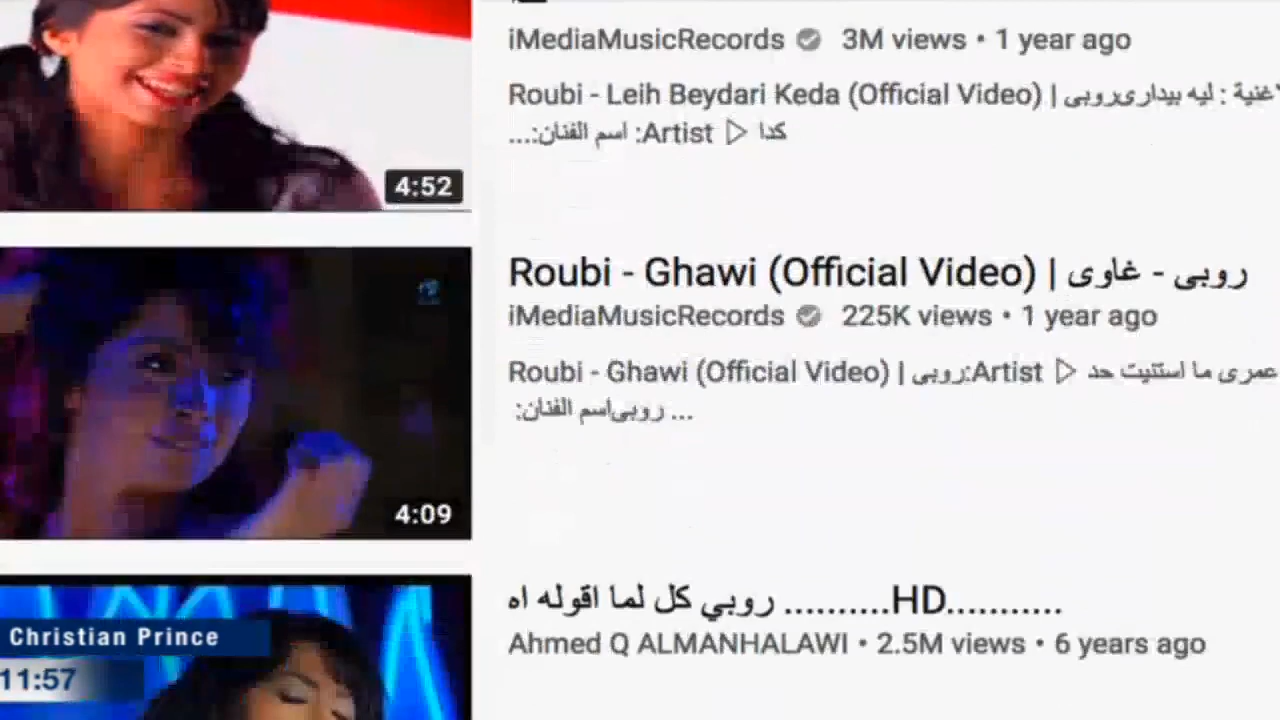 iMediaMusicRecords 3M views • 1 year ago
Roubi - Leih Beydari Keda (Official Video) | روبىﻻغنية : ليه بيدارى
كدا ▷ Artist: اسم الفنان:...
4:52
Roubi - Ghawi (Official Video) | روبى - غاوى
iMediaMusicRecords 225K views • 1 year ago
Roubi - Ghawi (Official Video) | روبى:Artist ▷ عمرى ما استنيت حد
روبىاسم الفنان: ...
4:09
روبي كل لما اقوله اه ..........HD...........
Ahmed Q ALMANHALAWI • 2.5M views • 6 years ago
Christian Prince
11:57